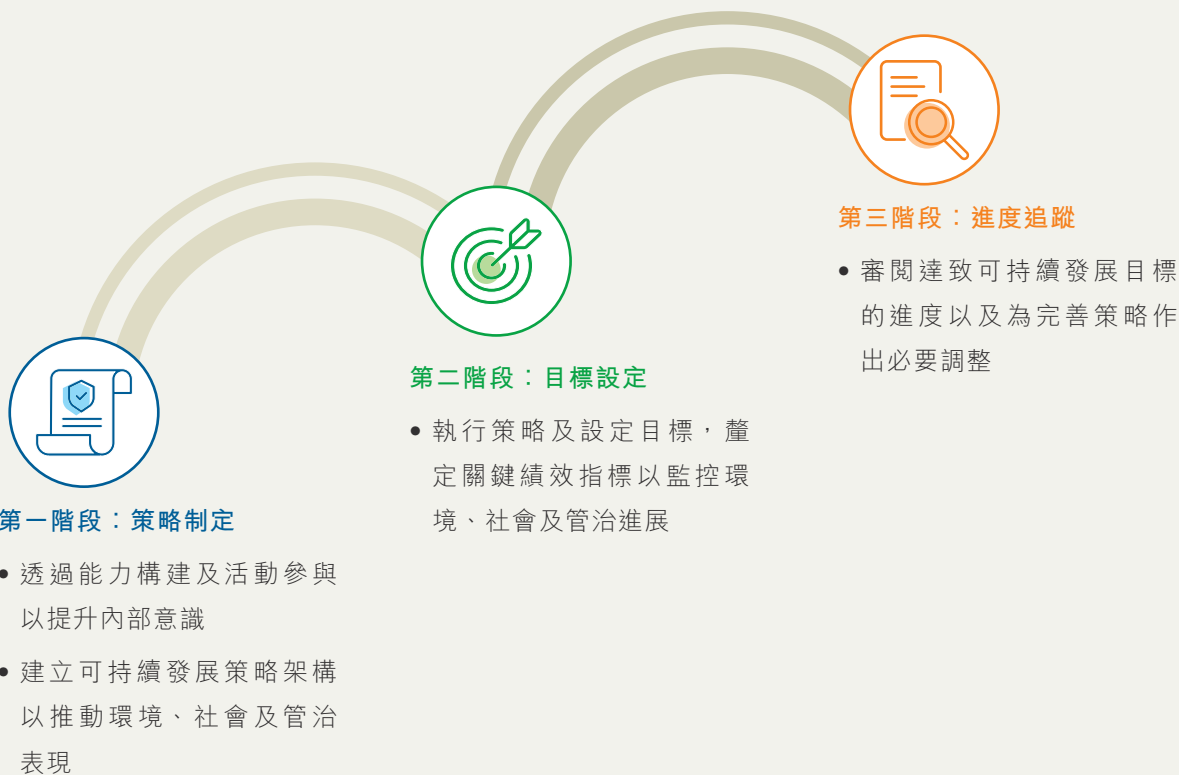 第一階段：策略制定
• 透過能力構建及活動參與
以提升內部意識
• 建立可持續發展策略架構
以推動環境、社會及管治
表現
第二階段：目標設定
• 執行策略及設定目標，釐
定關鍵績效指標以監控環
境、社會及管治進展
第三階段：進度追蹤
• 審閱達致可持續發展目標
的進度以及為完善策略作
出必要調整